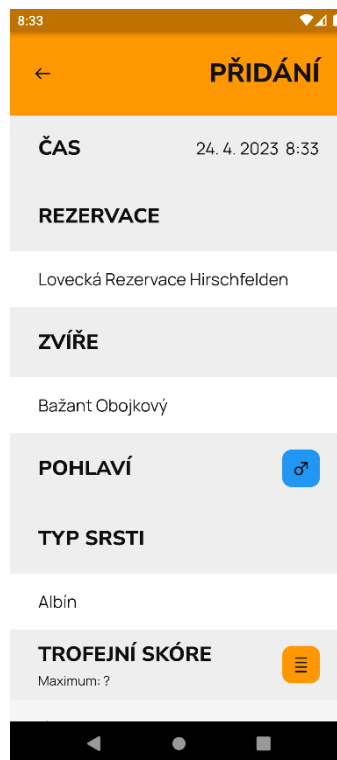 8:33
PŘIDÁNÍ
ČAS 24. 4. 2023 8:33
REZERVACE
Lovecká Rezervace Hirschfelden
ZVÍŘE
Bažant Obojkový
POHLAVÍ
TYP SRSTI
Albín
TROFEJNÍ SKÓRE
Maximum: ?